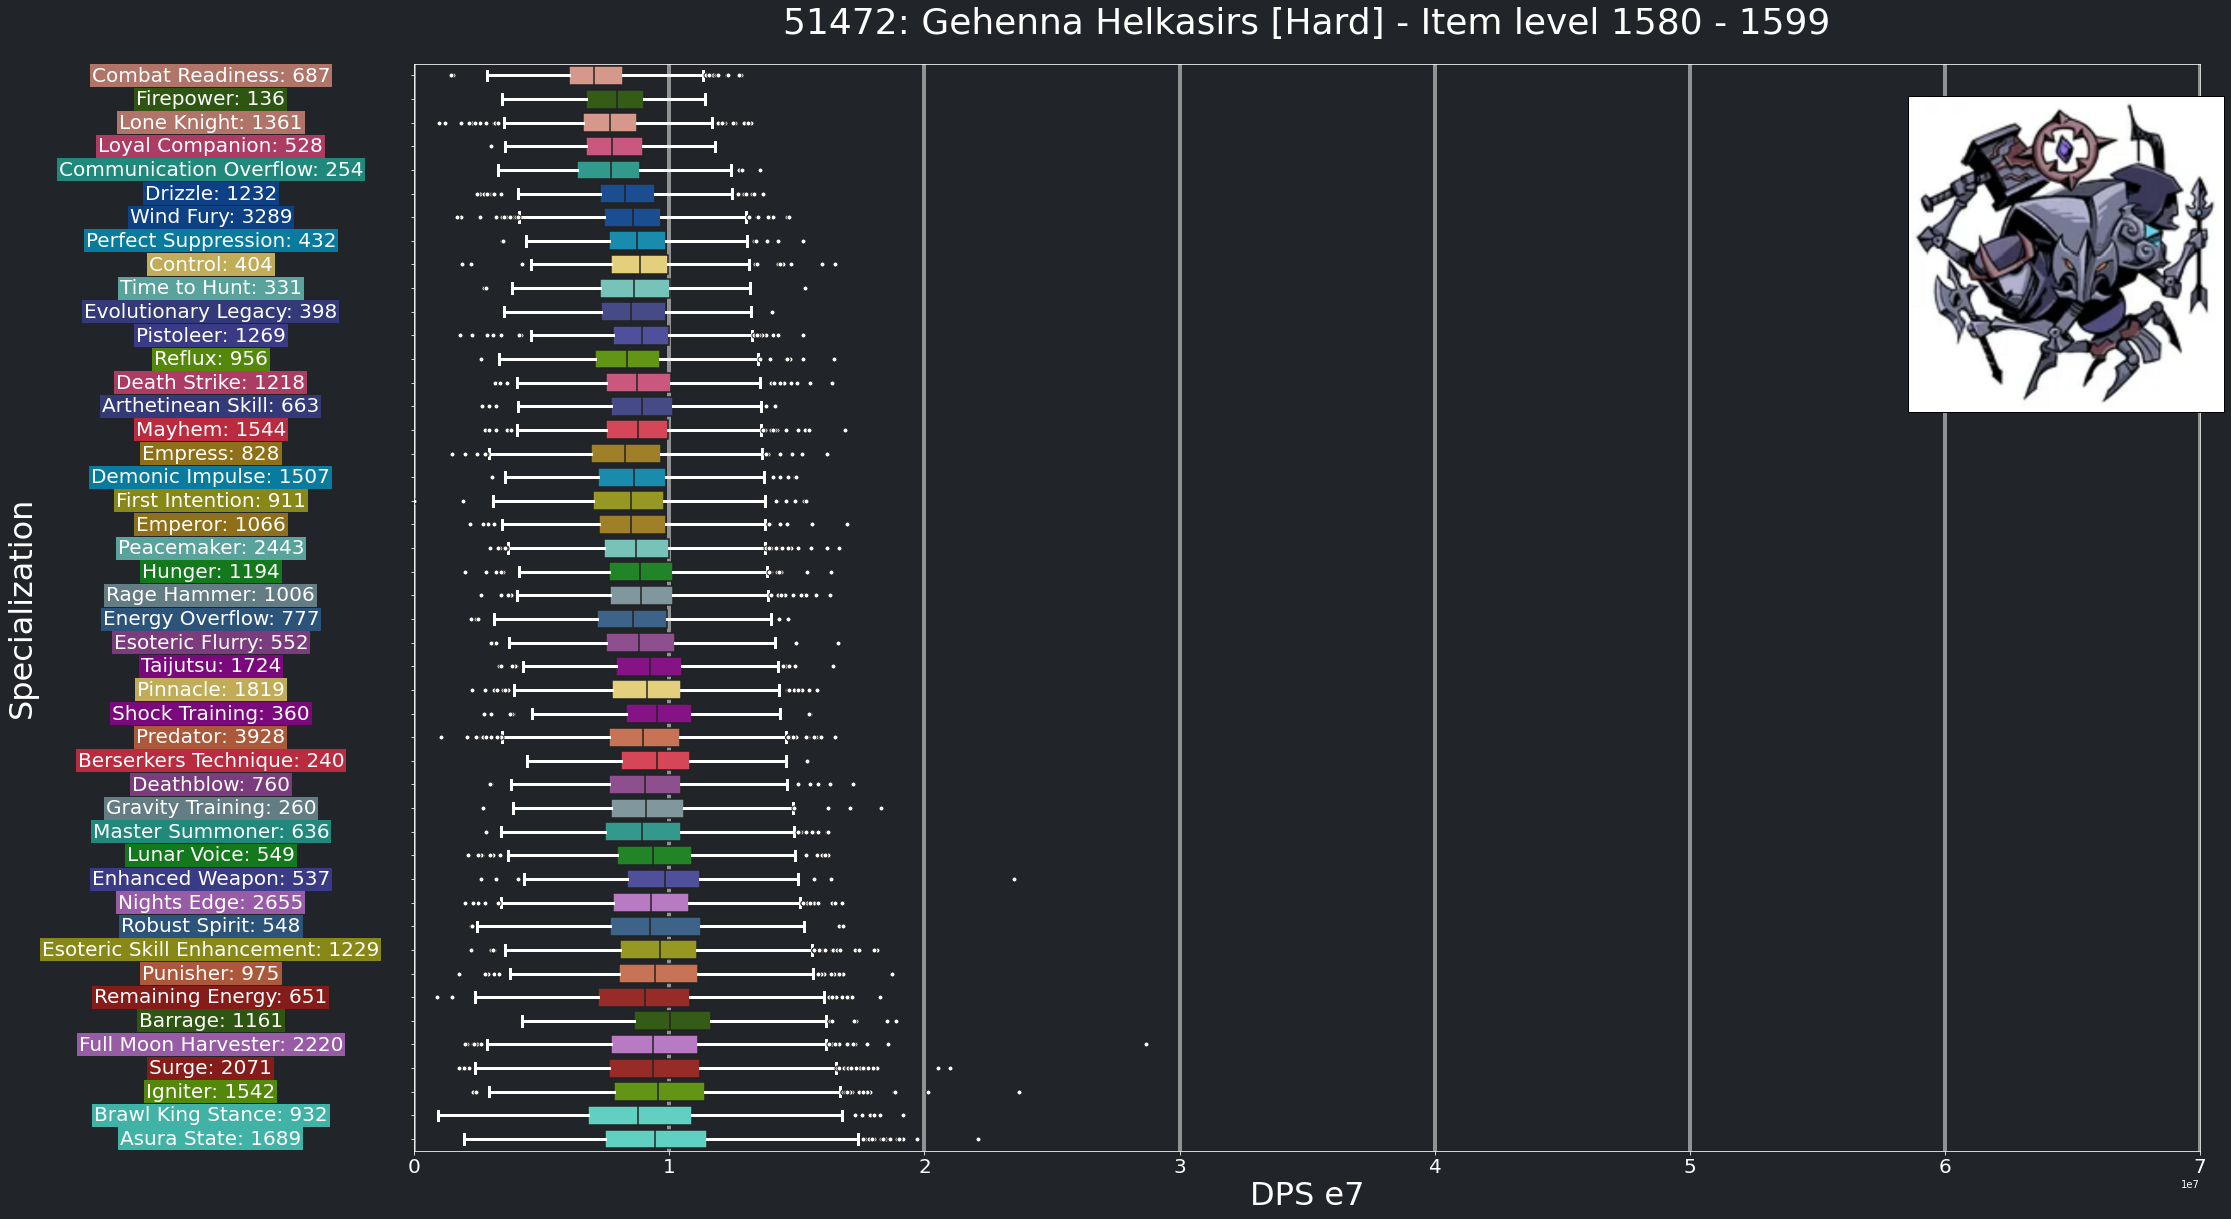 51472: Gehenna Helkasirs [Hard] - Item level 1580 - 1599
Specialization
Combat Readiness: 687
Firepower: 136
Lone Knight: 1361
Loyal Companion: 528
Communication Overflow: 254
Drizzle: 1232
Wind Fury: 3289
Perfect Suppression: 432
Control: 404
Time to Hunt: 331
Evolutionary Legacy: 398
Pistoleer: 1269
Reflux: 956
Death Strike: 1218
Arthetinean Skill: 663
Mayhem: 1544
Empress: 828
Demonic Impulse: 1507
First Intention: 911
Emperor: 1066
Peacemaker: 2443
Hunger: 1194
Rage Hammer: 1006
Energy Overflow: 777
Esoteric Flurry: 552
Taijutsu: 1724
Pinnacle: 1819
Shock Training: 360
Predator: 3928
Berserkers Technique: 240
Deathblow: 760
Gravity Training: 260
Master Summoner: 636
Lunar Voice: 549
Enhanced Weapon: 537
Nights Edge: 2655
Robust Spirit: 548
Esoteric Skill Enhancement: 1229
Punisher: 975
Remaining Energy: 651
Barrage: 1161
Full Moon Harvester: 2220
Surge: 2071
Igniter: 1542
Brawl King Stance: 932
Asura State: 1689
0 1 2 3 4 5 6 7
1e7
DPS e7